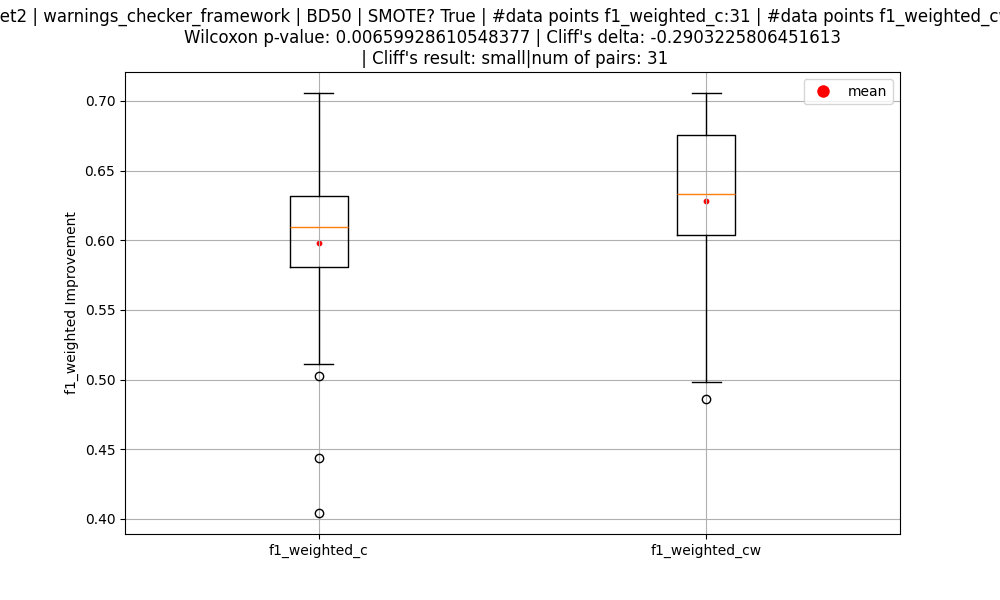 et2 | warnings_checker_framework | BD50 | SMOTE? True | #data points f1_weighted_c:31 | #data points f1_weighted_c
Wilcoxon p-value: 0.00659928610548377 | Cliff's delta: -0.2903225806451613
| Cliff's result: small|num of pairs: 31
mean
0.70
0.65
0.60
0.55
0.50
0.45
0.40
f1_weighted Improvement
f1_weighted_c
f1_weighted_cw